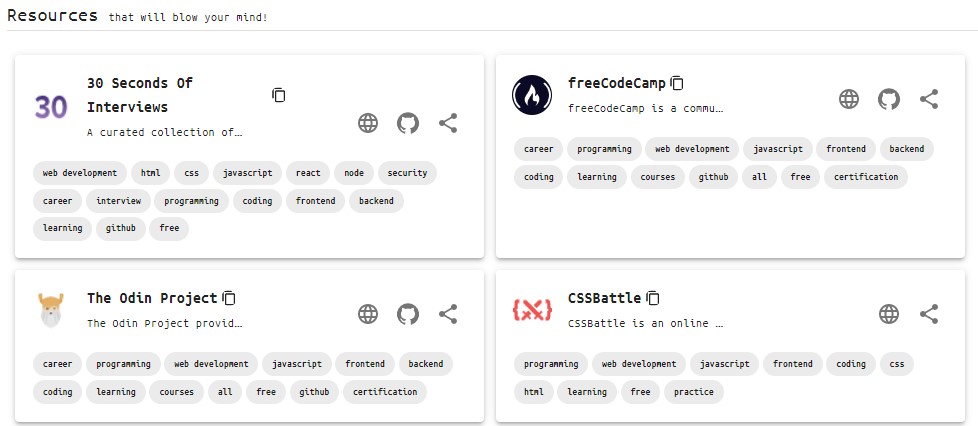 Resources that will blow your mind!
30 Seconds Of
Interviews
30
A curated collection of…
web development html css javascript react node security
career interview programming coding frontend backend
learning github free
freeCodeCamp
freeCodeCamp is a commu…
career programming web development javascript frontend backend
coding learning courses github all free certification
The Odin Project
The Odin Project provid…
career programming web development javascript frontend backend
coding learning courses all free github certification
CSSBattle
CSSBattle is an online …
programming web development javascript frontend coding css
html learning free practice